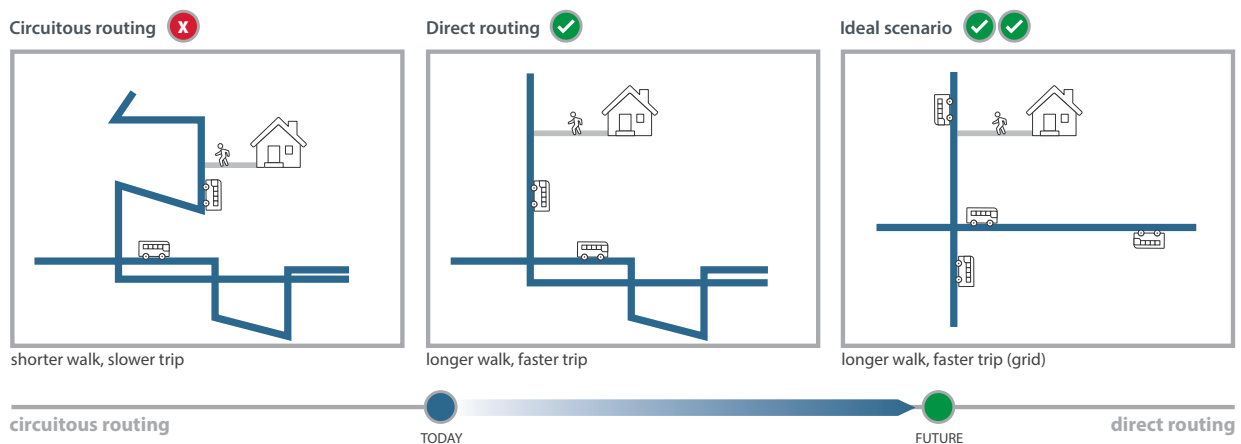 Circuitous routing X
Direct routing
Ideal scenario
shorter walk, slower trip
longer walk, faster trip
longer walk, faster trip (grid)
circuitous routing
TODAY
FUTURE
direct routing